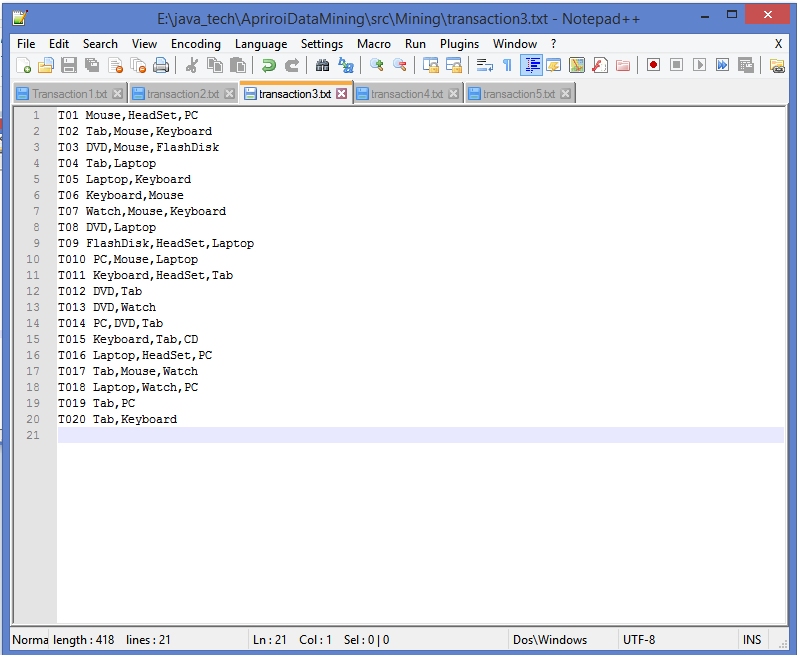 E:\java_tech\ApriroiDataMining\src\Mining\transaction3.txt - Notepad++
File Edit Search View Encoding Language Settings Macro Run Plugins Window ? X
Transaction1.txt transaction2.txt transaction3.txt transaction4.txt transaction5.txt
1 T01 Mouse,HeadSet,PC
2 T02 Tab,Mouse,Keyboard
3 T03 DVD,Mouse,FlashDisk
4 T04 Tab,Laptop
5 T05 Laptop,Keyboard
6 T06 Keyboard,Mouse
7 T07 Watch,Mouse,Keyboard
8 T08 DVD,Laptop
9 T09 FlashDisk,HeadSet,Laptop
10 T010 PC,Mouse,Laptop
11 T011 Keyboard,HeadSet,Tab
12 T012 DVD,Tab
13 T013 DVD,Watch
14 T014 PC,DVD,Tab
15 T015 Keyboard,Tab,CD
16 T016 Laptop,HeadSet,PC
17 T017 Tab,Mouse,Watch
18 T018 Laptop,Watch,PC
19 T019 Tab,PC
20 T020 Tab,Keyboard
21
Norma length : 418 lines : 21 Ln : 21 Col : 1 Sel : 0 | 0 Dos\Windows UTF-8 INS